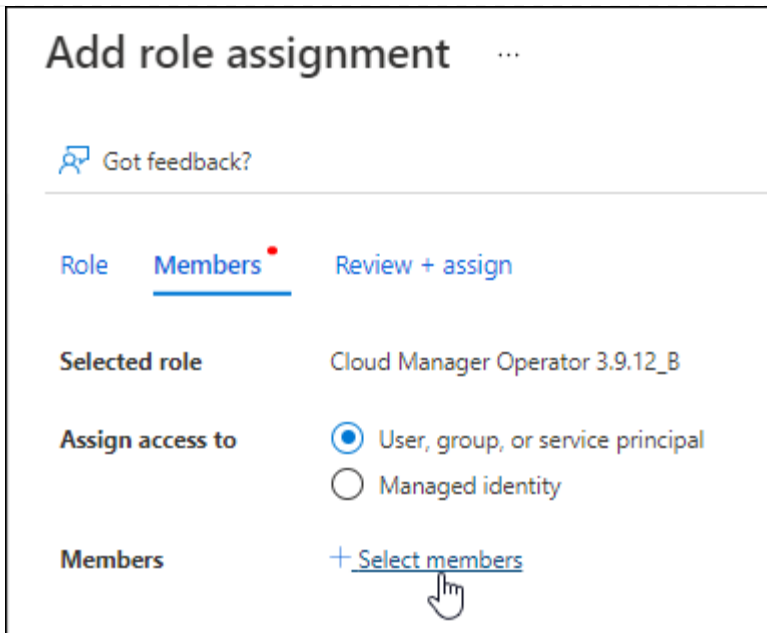 Add role assignment ...
Got feedback?
Role Members Review + assign
Selected role Cloud Manager Operator 3.9.12_B
Assign access to User, group, or service principal
Managed identity
Members + Select members